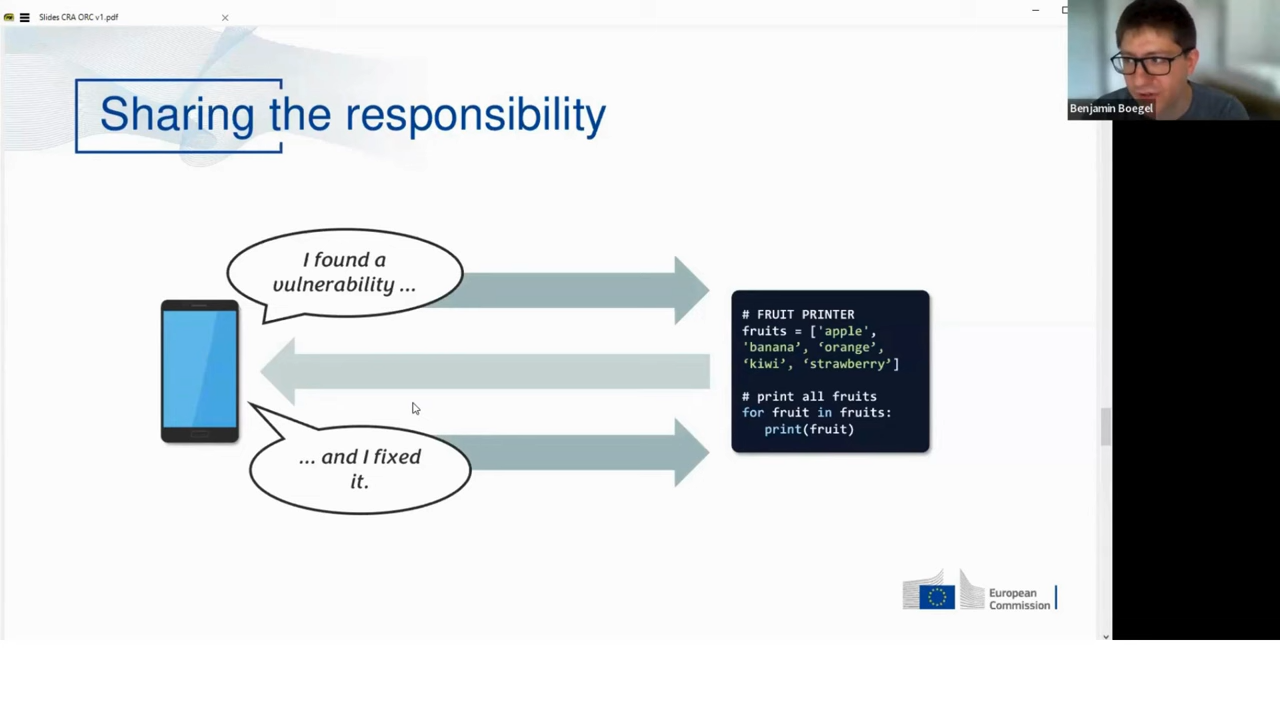 Slides CRA ORC v1.pdf
Benjamin Boegel
Sharing the responsibility
I found a
vulnerability ...
# FRUIT PRINTER
fruits = ['apple',
'banana’, ‘orange’,
‘kiwi’, ‘strawberry’]
# print all fruits
for fruit in fruits:
print(fruit)
... and I fixed
it.
European
Commission